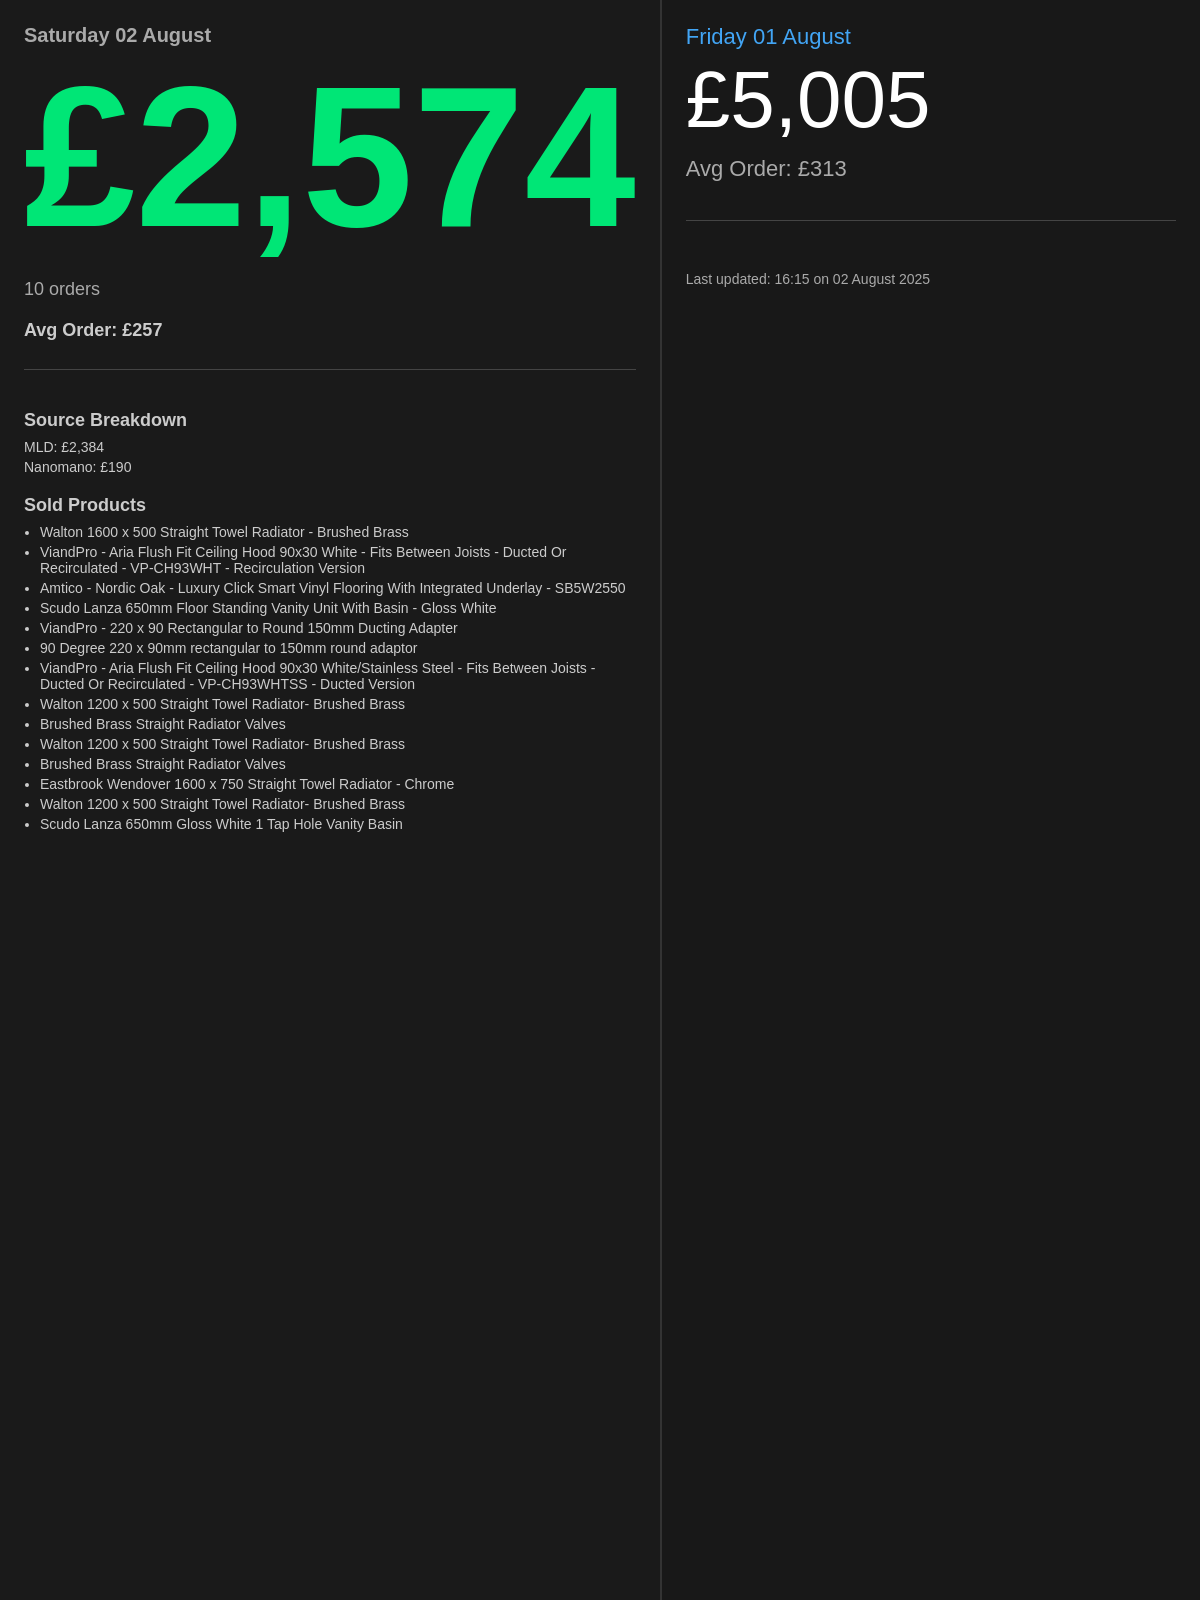 Saturday 02 August
£2,574
10 orders
Avg Order: £257
Source Breakdown
MLD: £2,384
Nanomano: £190
Sold Products
• Walton 1600 x 500 Straight Towel Radiator - Brushed Brass
• ViandPro - Aria Flush Fit Ceiling Hood 90x30 White - Fits Between Joists - Ducted Or
Recirculated - VP-CH93WHT - Recirculation Version
• Amtico - Nordic Oak - Luxury Click Smart Vinyl Flooring With Integrated Underlay - SB5W2550
• Scudo Lanza 650mm Floor Standing Vanity Unit With Basin - Gloss White
• ViandPro - 220 x 90 Rectangular to Round 150mm Ducting Adapter
• 90 Degree 220 x 90mm rectangular to 150mm round adaptor
• ViandPro - Aria Flush Fit Ceiling Hood 90x30 White/Stainless Steel - Fits Between Joists -
Ducted Or Recirculated - VP-CH93WHTSS - Ducted Version
• Walton 1200 x 500 Straight Towel Radiator- Brushed Brass
• Brushed Brass Straight Radiator Valves
• Walton 1200 x 500 Straight Towel Radiator- Brushed Brass
• Brushed Brass Straight Radiator Valves
• Eastbrook Wendover 1600 x 750 Straight Towel Radiator - Chrome
• Walton 1200 x 500 Straight Towel Radiator- Brushed Brass
• Scudo Lanza 650mm Gloss White 1 Tap Hole Vanity Basin
Friday 01 August
£5,005
Avg Order: £313
Last updated: 16:15 on 02 August 2025